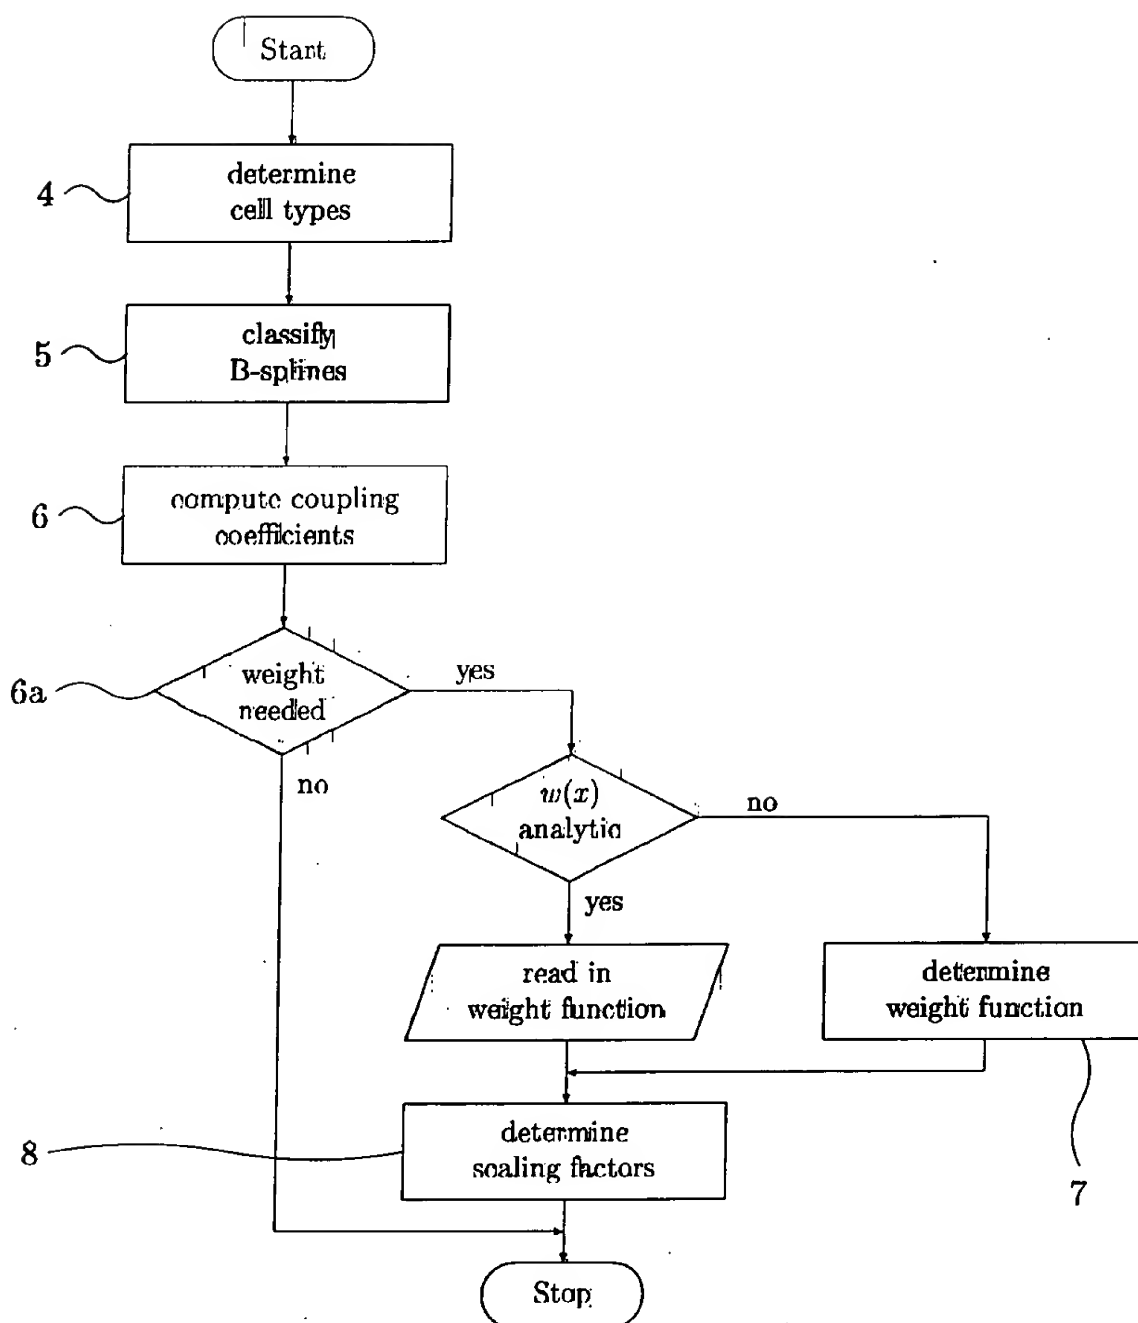 Start
4
determine
cell types
5
classify
B-splines
6
compute coupling
coefficients
6a
weight
needed
yes
no
w(x)
analytic
no
yes
read in
weight function
determine
weight function
7
8
determine
scaling factors
Stop